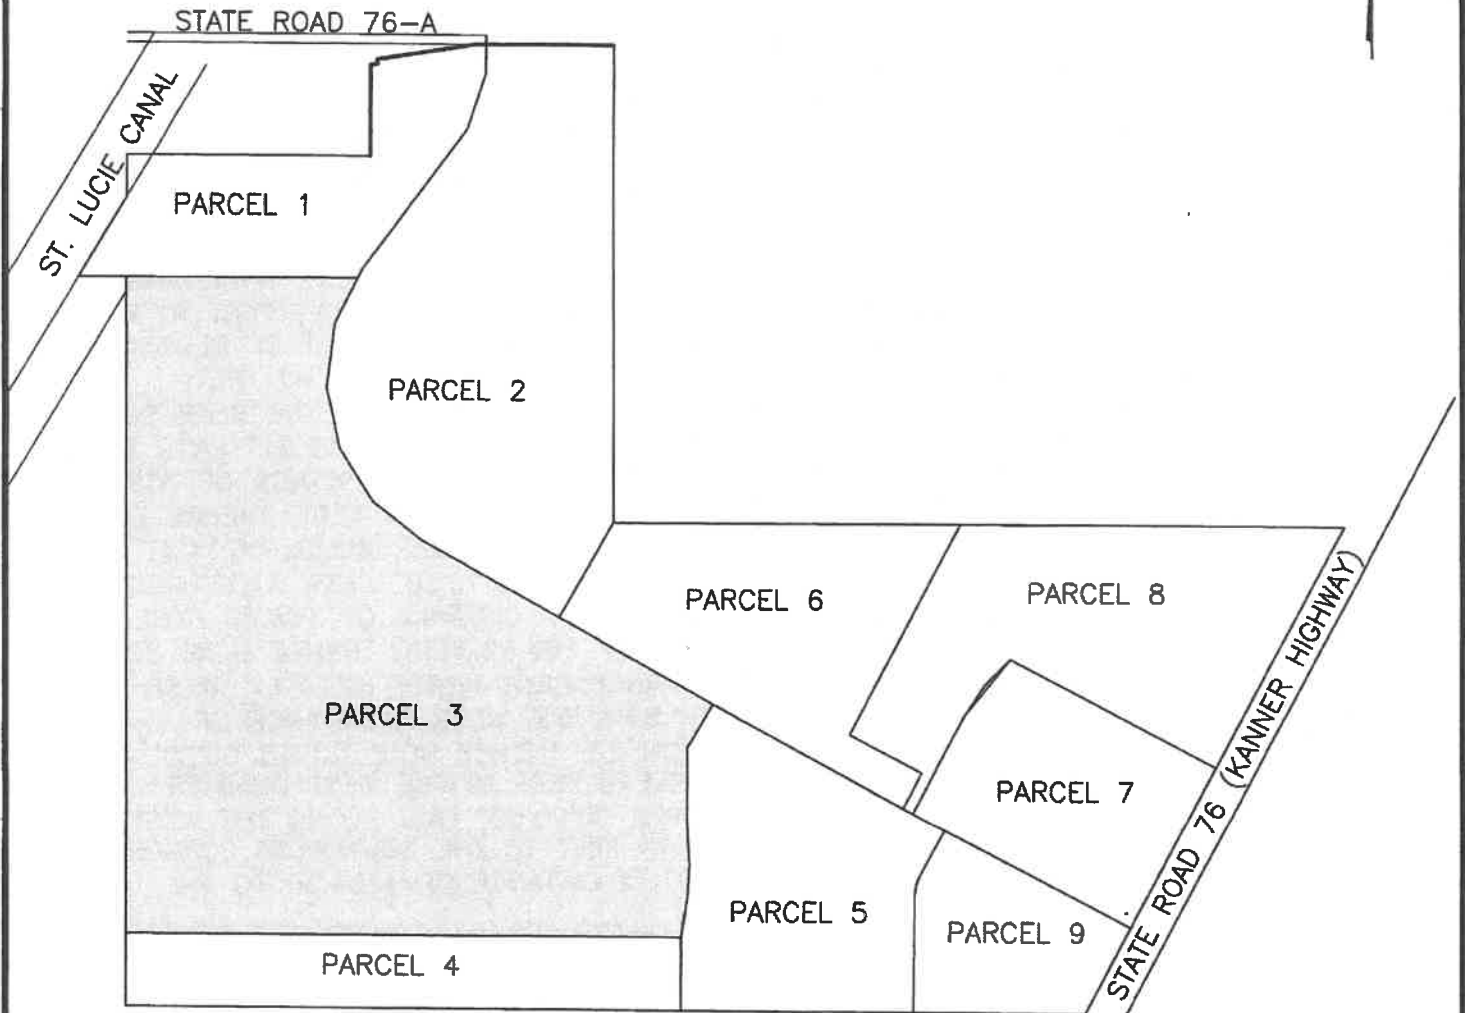 STATE ROAD 76-A
ST. LUCIE CANAL
PARCEL 1
PARCEL 2
PARCEL 6
PARCEL 8
PARCEL 3
PARCEL 7
PARCEL 5
PARCEL 9
PARCEL 4
STATE ROAD 76 (KANNER HIGHWAY)